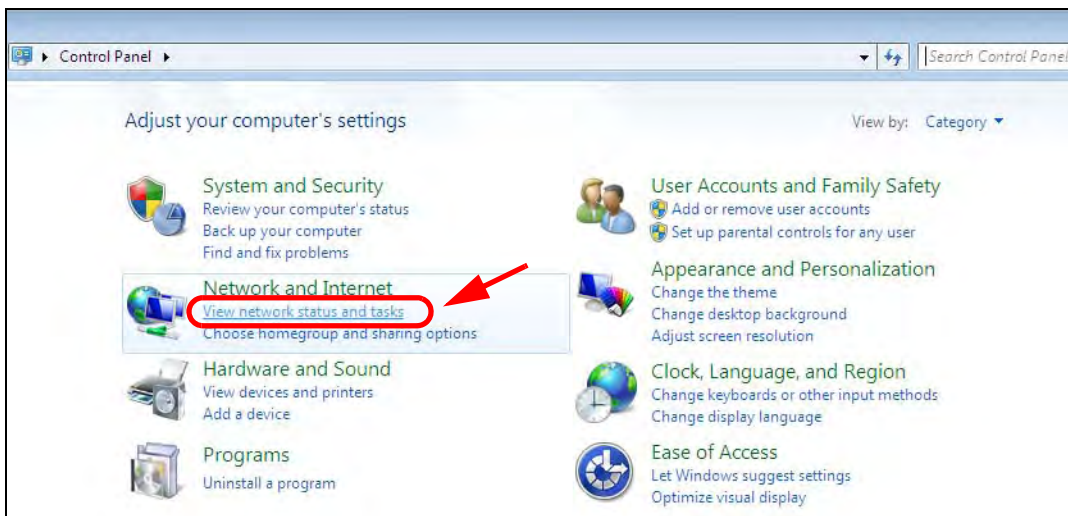 Control Panel
Search Control Panel
Adjust your computer's settings
View by: Category
System and Security
Review your computer's status
Back up your computer
Find and fix problems
Network and Internet
View network status and tasks
Choose homegroup and sharing options
Hardware and Sound
View devices and printers
Add a device
Programs
Uninstall a program
User Accounts and Family Safety
Add or remove user accounts
Set up parental controls for any user
Appearance and Personalization
Change the theme
Change desktop background
Adjust screen resolution
Clock, Language, and Region
Change keyboards or other input methods
Change display language
Ease of Access
Let Windows suggest settings
Optimize visual display